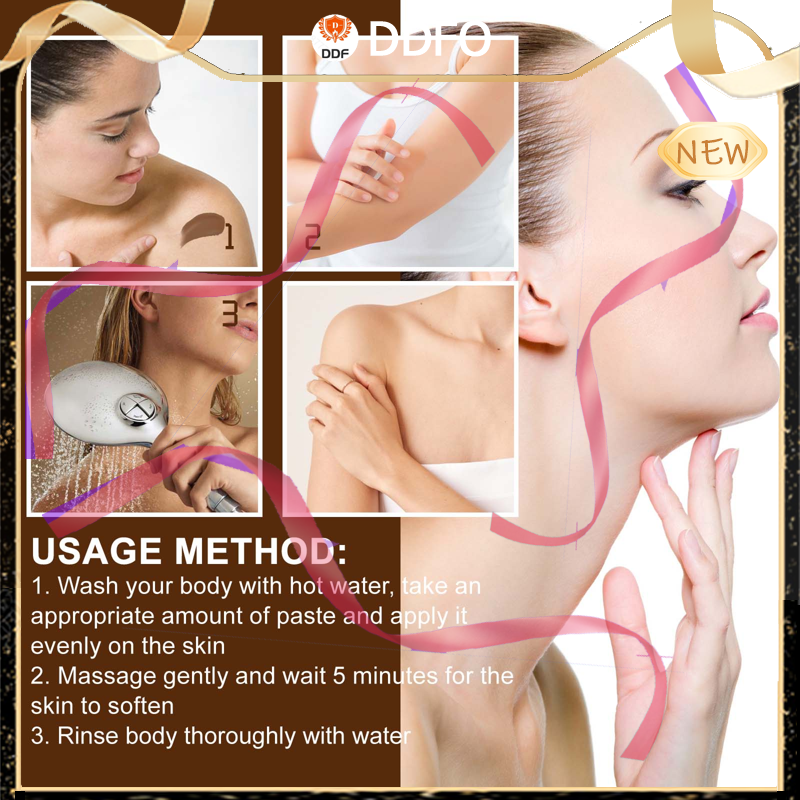 DDF
DDFO
NEW
1
2
3
USAGE METHOD:
1. Wash your body with hot water, take an
appropriate amount of paste and apply it
evenly on the skin
2. Massage gently and wait 5 minutes for the
skin to soften
3. Rinse body thoroughly with water